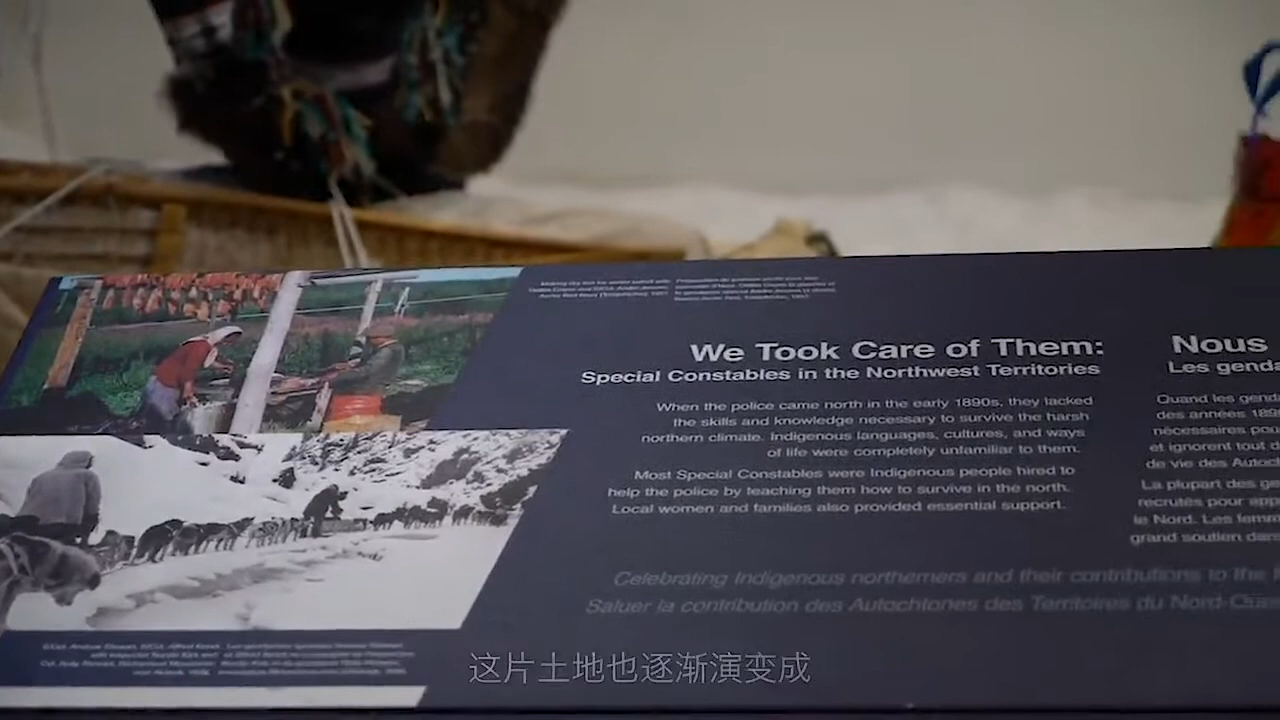 We Took Care of Them:
Special Constables in the Northwest Territories
When the police came north in the early 1890s, they lacked
the skills and knowledge necessary to survive the harsh
northern climate. Indigenous languages, cultures, and ways
of life were completely unfamiliar to them.
Most Special Constables were Indigenous people hired to
help the police by teaching them how to survive in the north.
Local women and families also provided essential support.
Nous
Les genda
Quand les genda
des années 189
nécessaires pou
et ignorent tout d
de vie des Autoch
La plupart des ge
recrutés pour app
le Nord. Les femm
grand soutien dans
Celebrating Indigenous northerners and their contributions to the
Saluer la contribution des Autochtones des Territoires du Nord-Oues
这片土地也逐渐演变成